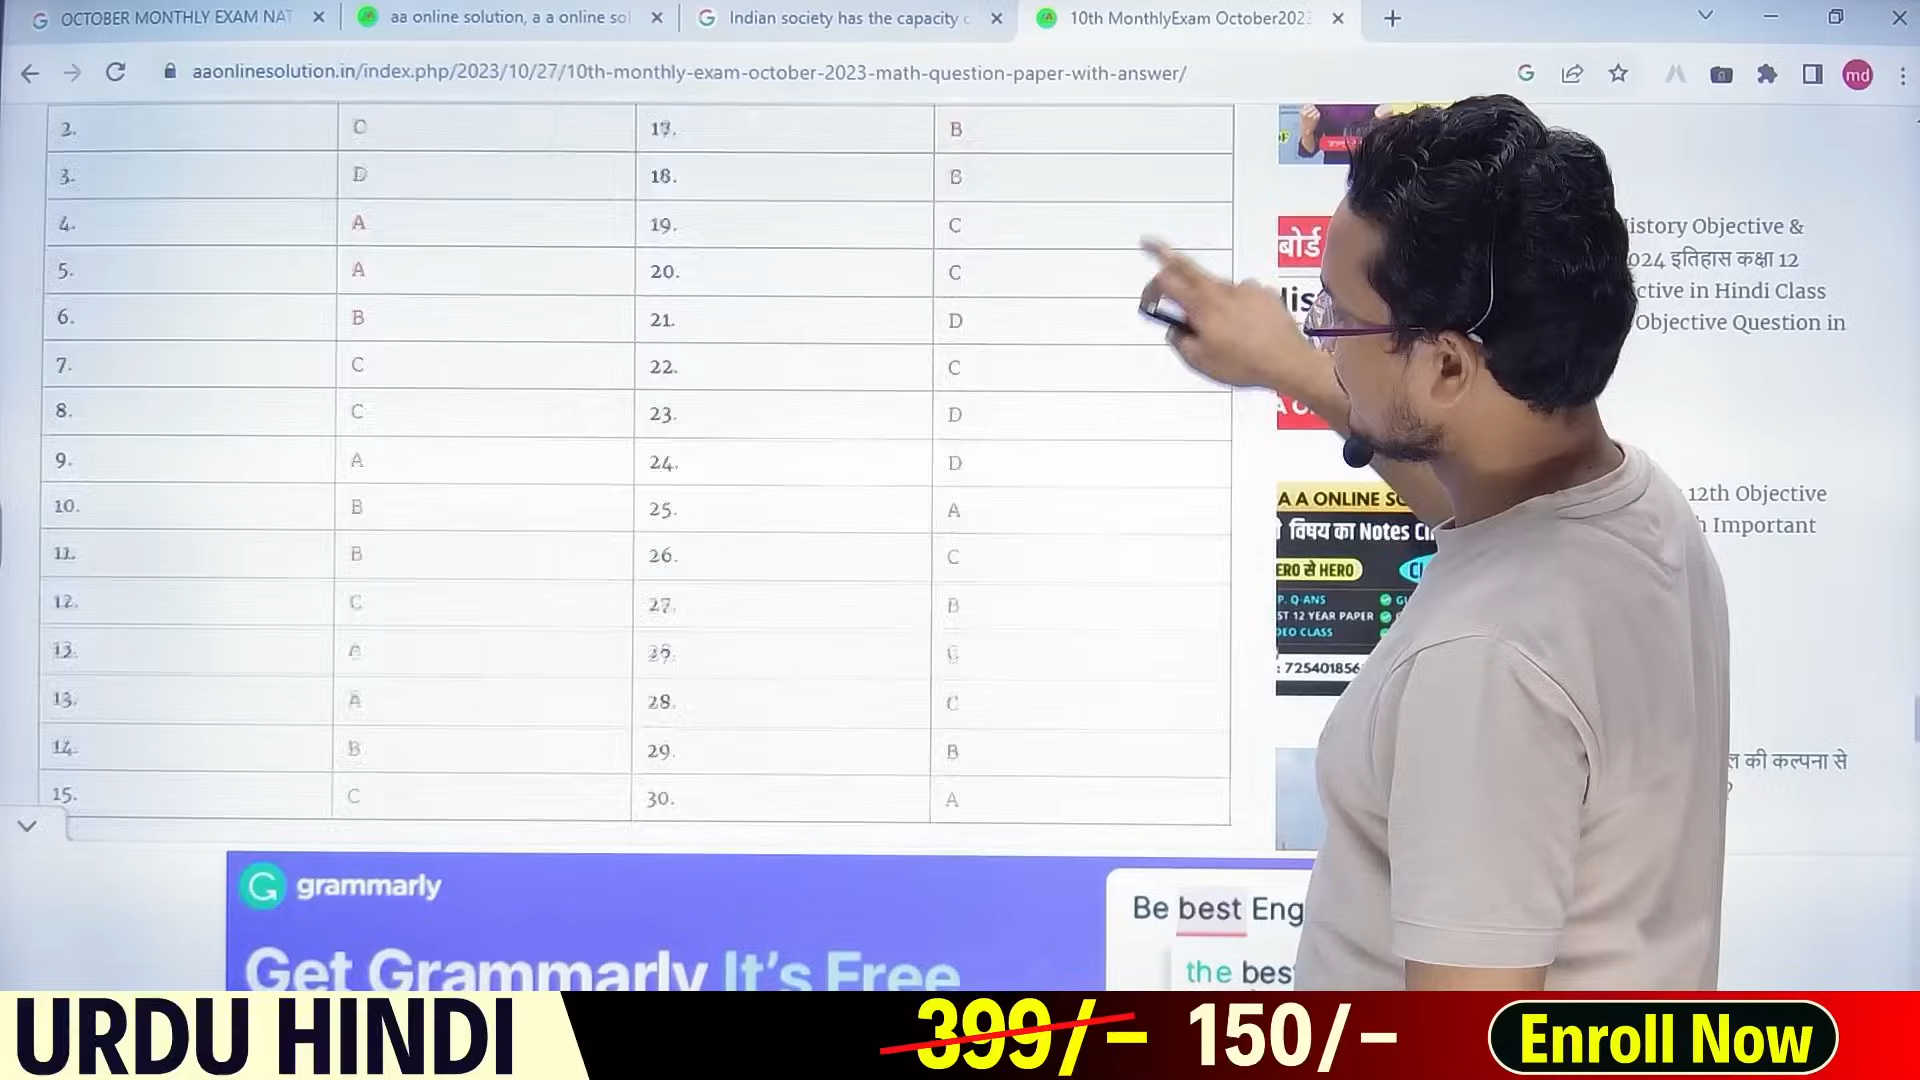 OCTOBER MONTHLY EXAM NAT
aa online solution, a a online sol
Indian society has the capacity
10th MonthlyExam October202
aaonlinesolution.in/index.php/2023/10/27/10th-monthly-exam-october-2023-math-question-paper-with-answer/
md
2. C 17. B
3. D 18. B
4. A 19. C
5. A 20. C
6. B 21. D
7. C 22. C
8. C 23. D
9. A 24. D
10. B 25. A
11. B 26. C
12. C 27. B
13. A
13. A 28. C
14. B 29. B
15. C 30. A
बोर्ड
istory Objective &
024 इतिहास कक्षा 12
ctive in Hindi Class
Objective Question in
A A ONLINE SO
विषय का Notes
ERO से HERO
P. Q-ANS
ST 12 YEAR PAPER
DEO CLASS
: 72540185
12th Objective
Important
ल की कल्पना से
?
grammarly
Get Grammarly It's Free
Be best Eng
the bes
URDU HINDI
399/-
150/-
Enroll Now